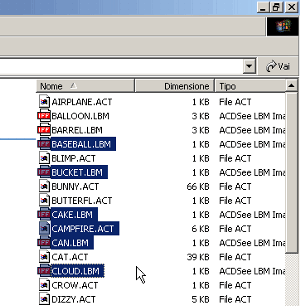 Vai
Nome Dimensione Tipo
AIRPLANE.ACT 1 KB File ACT
BALLOON.LBM 3 KB ACDSee LBM Ima
BARREL.LBM 3 KB ACDSee LBM Ima
BASEBALL.LBM 1 KB ACDSee LBM Ima
BLIMP.ACT 1 KB File ACT
BUCKET.LBM 1 KB ACDSee LBM Ima
BUNNY.ACT 66 KB File ACT
BUTTERFL.ACT 1 KB File ACT
CAKE.LBM 1 KB ACDSee LBM Ima
CAMPFIRE.ACT 6 KB File ACT
CAN.LBM 1 KB ACDSee LBM Ima
CAT.ACT 39 KB File ACT
CLOUD.LBM 1 KB ACDSee LBM Ima
CROW.ACT 1 KB File ACT
DIZZY.ACT 5 KB File ACT